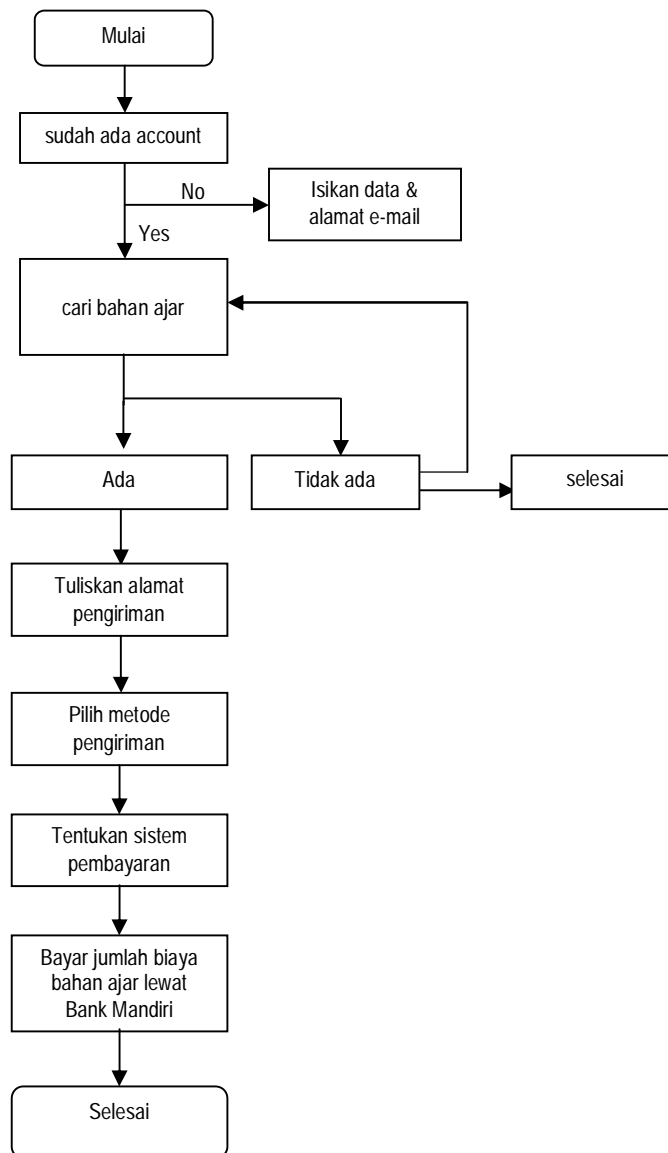 Mulai
sudah ada account
No
Isikan data &
alamat e-mail
Yes
cari bahan ajar
Ada
Tidak ada
selesai
Tuliskan alamat
pengiriman
Pilih metode
pengiriman
Tentukan sistem
pembayaran
Bayar jumlah biaya
bahan ajar lewat
Bank Mandiri
Selesai